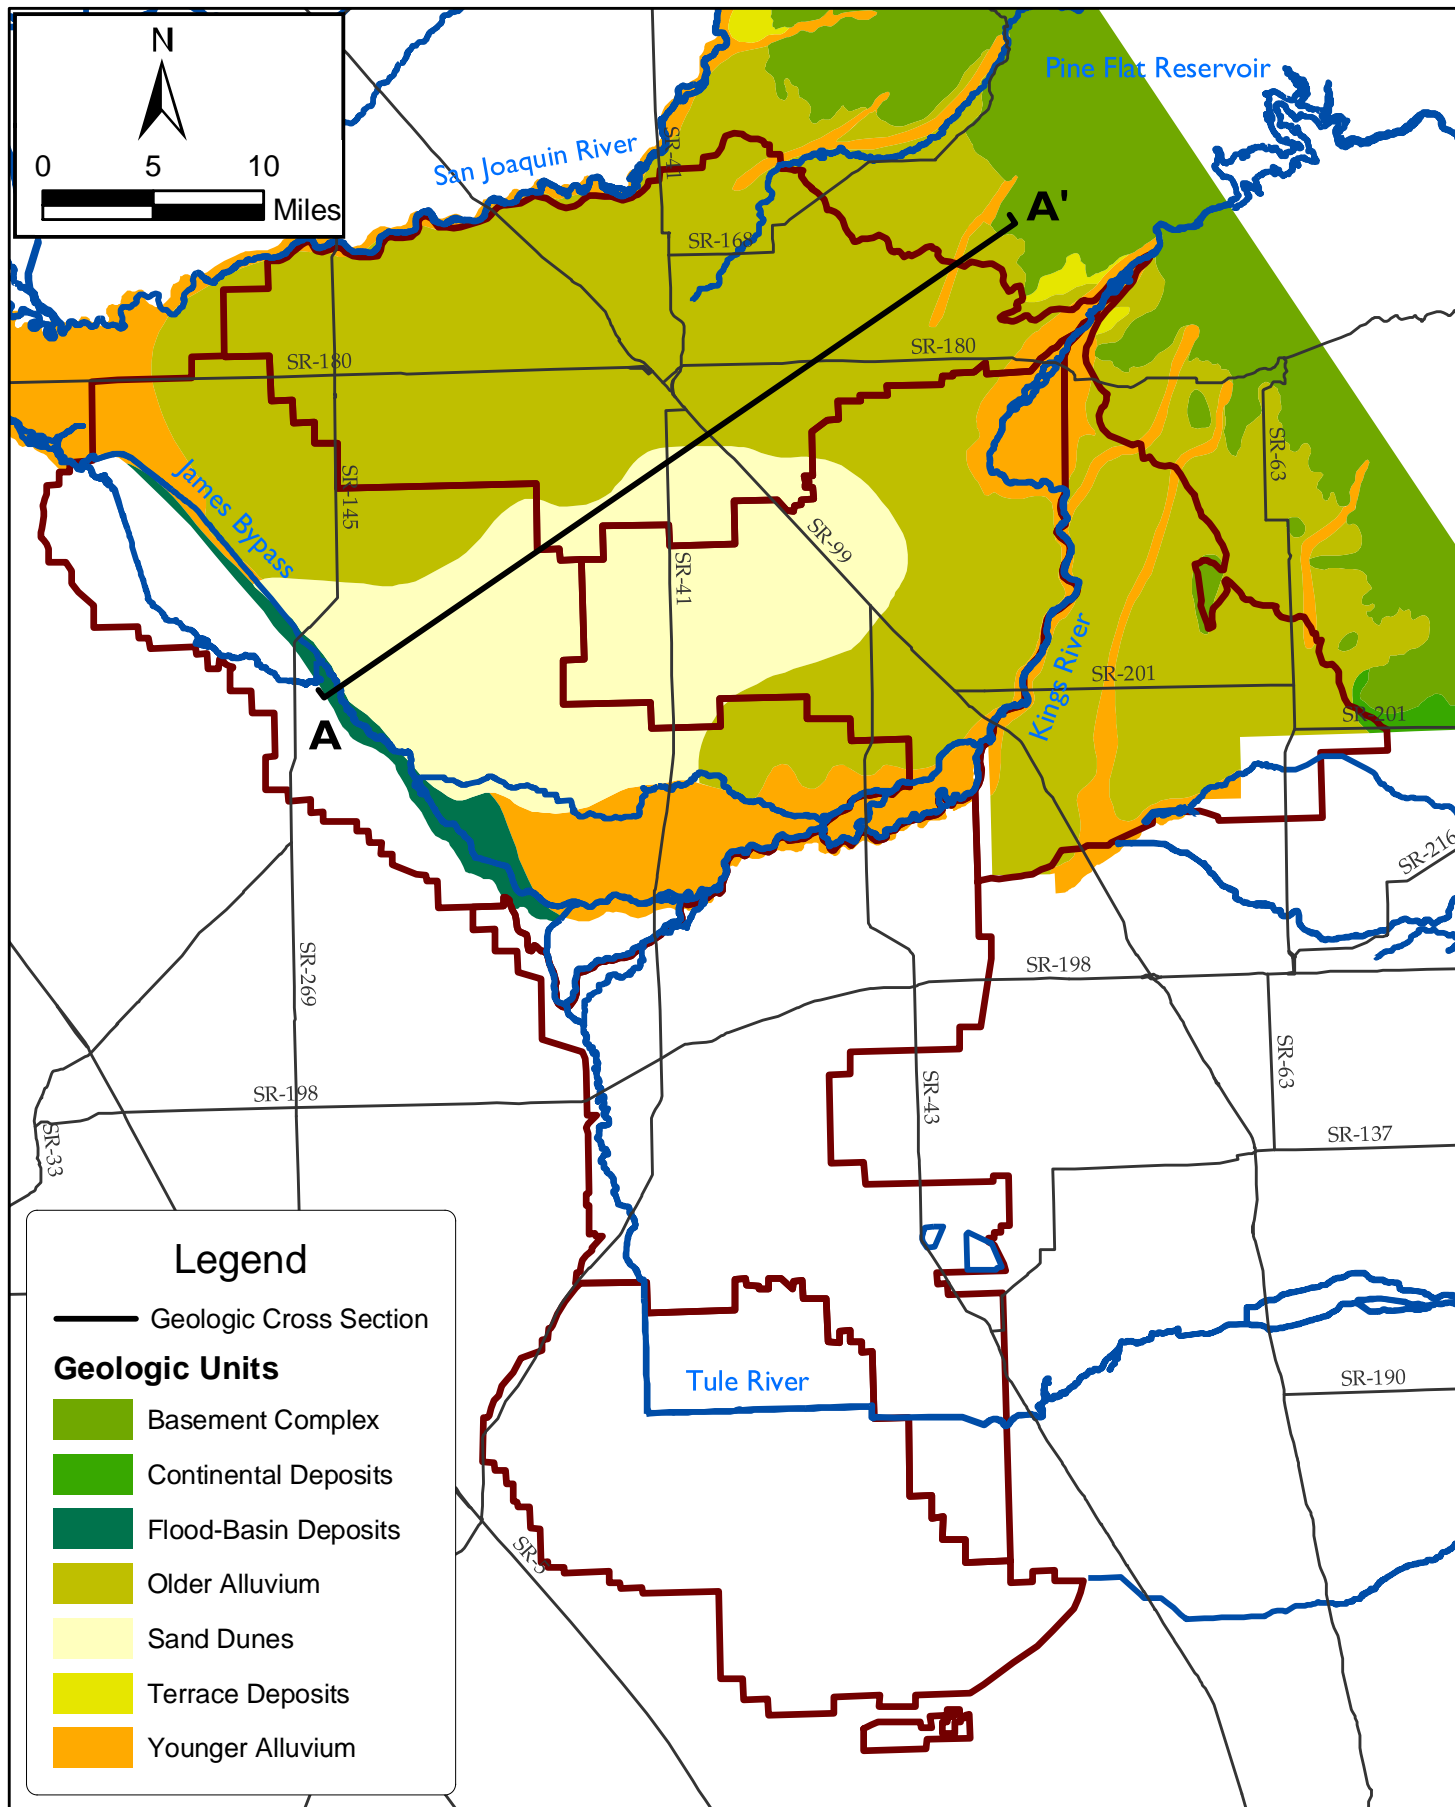 N
0 5 10
Miles
Pine Flat Reservoir
San Joaquin River
SR-41
A'
SR-168
SR-180
SR-180
James Bypass
SR-145
SR-63
SR-99
SR-41
Kings River
SR-201
SR-201
A
SR-216
SR-269
SR-198
SR-63
SR-43
SR-198
SR-33
SR-137
Tule River
SR-190
SR-5
Legend
Geologic Cross Section
Geologic Units
Basement Complex
Continental Deposits
Flood-Basin Deposits
Older Alluvium
Sand Dunes
Terrace Deposits
Younger Alluvium